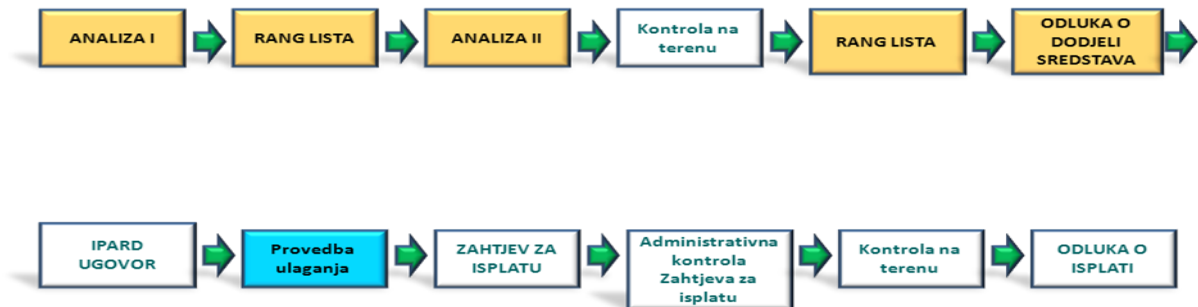 ANALIZA I
RANG LISTA
ANALIZA II
Kontrola na
terenu
RANG LISTA
ODLUKA O
DODJELI
SREDSTAVA
IPARD
UGOVOR
Provedba
ulaganja
ZAHTJEV ZA
ISPLATU
Administrativna
kontrola
Zahtjeva za
isplatu
Kontrola na
terenu
ODLUKA O
ISPLATI